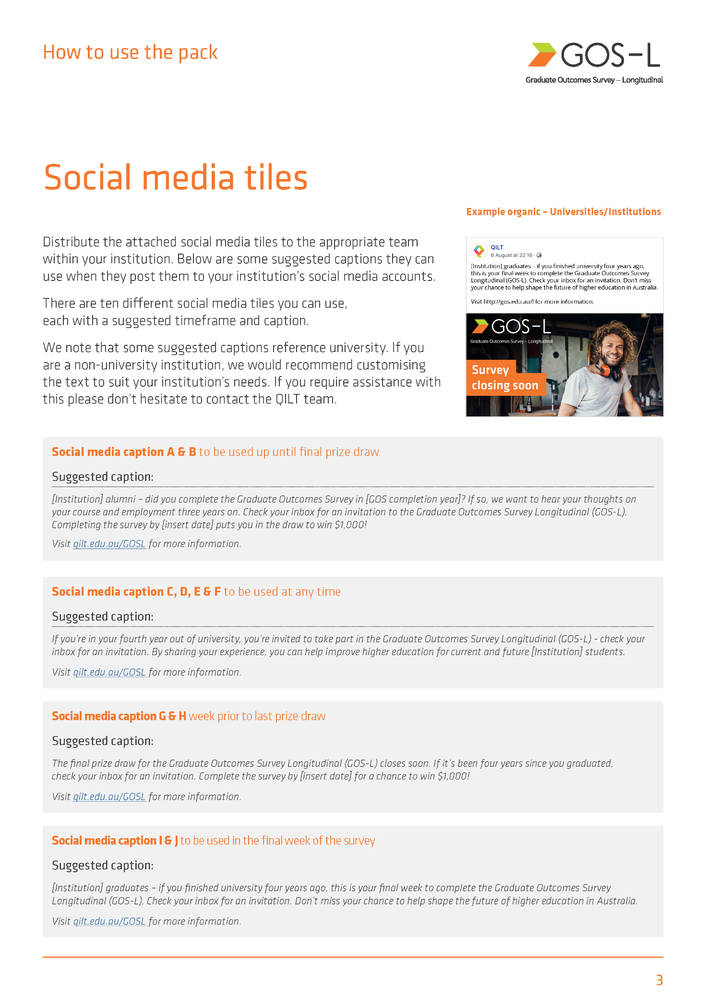 How to use the pack
GOS-L
Graduate Outcomes Survey – Longitudinal
Social media tiles
Example organic – Universities/Institutions
Distribute the attached social media tiles to the appropriate team
within your institution. Below are some suggested captions they can
use when they post them to your institution's social media accounts.
There are ten different social media tiles you can use,
each with a suggested timeframe and caption.
We note that some suggested captions reference university. If you
are a non-university institution, we would recommend customising
the text to suit your institution's needs. If you require assistance with
this please don't hesitate to contact the QILT team.
QILT
6 August at 22:16 ·
[Institution] graduates – if you finished university four years ago,
this is your final week to complete the Graduate Outcomes Survey
Longitudinal (GOS-L). Check your inbox for an invitation. Don't miss
your chance to help shape the future of higher education in Australia.
Visit http://gos.edu.au/l for more information.
GOS-L
Graduate Outcomes Survey – Longitudinal
Survey
closing soon
Social media caption A & B to be used up until final prize draw
Suggested caption:
[Institution] alumni – did you complete the Graduate Outcomes Survey in [GOS completion year]? If so, we want to hear your thoughts on
your course and employment three years on. Check your inbox for an invitation to the Graduate Outcomes Survey Longitudinal (GOS-L).
Completing the survey by [insert date] puts you in the draw to win $1,000!
Visit qilt.edu.au/GOSL for more information.
Social media caption C, D, E & F to be used at any time
Suggested caption:
If you're in your fourth year out of university, you're invited to take part in the Graduate Outcomes Survey Longitudinal (GOS-L) - check your
inbox for an invitation. By sharing your experience, you can help improve higher education for current and future [Institution] students.
Visit qilt.edu.au/GOSL for more information.
Social media caption G & H week prior to last prize draw
Suggested caption:
The final prize draw for the Graduate Outcomes Survey Longitudinal (GOS-L) closes soon. If it's been four years since you graduated,
check your inbox for an invitation. Complete the survey by [insert date] for a chance to win $1,000!
Visit qilt.edu.au/GOSL for more information.
Social media caption I & J to be used in the final week of the survey
Suggested caption:
[Institution] graduates – if you finished university four years ago, this is your final week to complete the Graduate Outcomes Survey
Longitudinal (GOS-L). Check your inbox for an invitation. Don't miss your chance to help shape the future of higher education in Australia.
Visit qilt.edu.au/GOSL for more information.
3